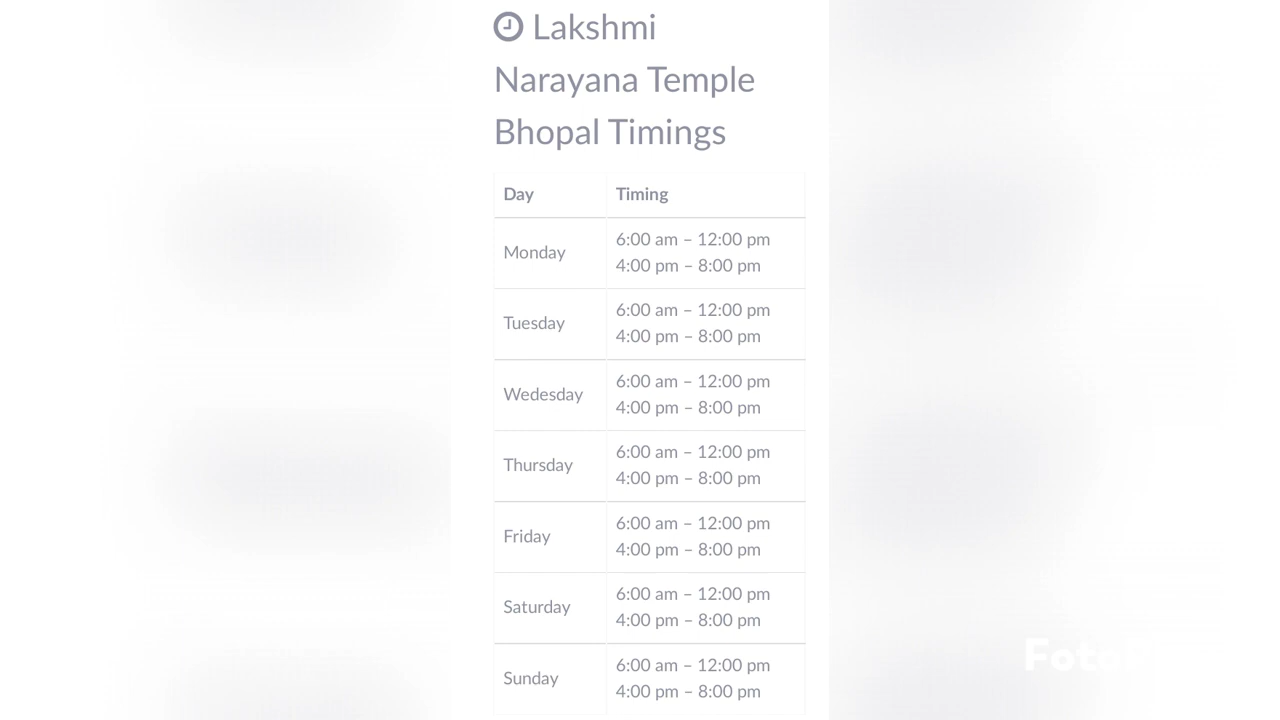 Lakshmi
Narayana Temple
Bhopal Timings
Day Timing
Monday 6:00 am – 12:00 pm
4:00 pm – 8:00 pm
Tuesday 6:00 am – 12:00 pm
4:00 pm – 8:00 pm
Wedesday 6:00 am – 12:00 pm
4:00 pm – 8:00 pm
Thursday 6:00 am – 12:00 pm
4:00 pm – 8:00 pm
Friday 6:00 am – 12:00 pm
4:00 pm – 8:00 pm
Saturday 6:00 am – 12:00 pm
4:00 pm – 8:00 pm
Sunday 6:00 am – 12:00 pm
4:00 pm – 8:00 pm